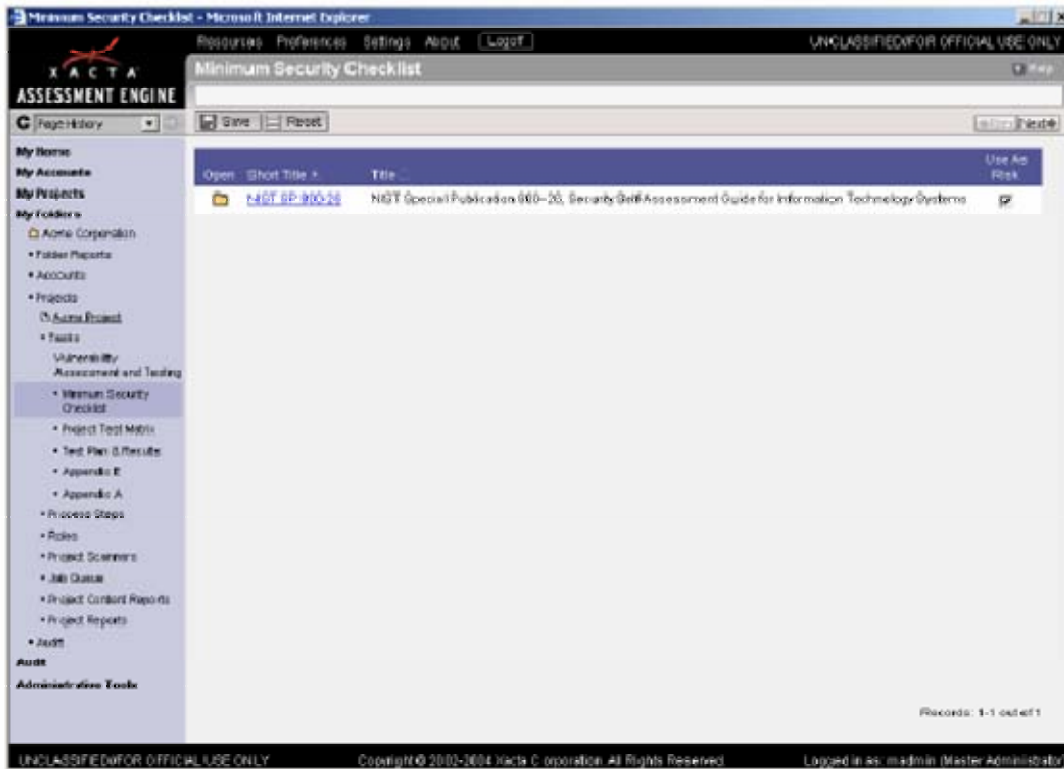 Minimum Security Checklist - Microsoft Internet Explorer
Resources Preferences Settings About Logoff UNCLASSIFIED//FOR OFFICIAL USE ONLY
XACTA
ASSESSMENT ENGINE
Minimum Security Checklist
Help
Page History
Save Reset
Next
My Home
My Accounts
My Projects
My Folders
Acme Corporation
Folder Reports
Accounts
Projects
Acme Project
Tasks
Vulnerability
Assessment and Testing
Minimum Security
Checklist
Project Test Matrix
Test Plan & Results
Appendix E
Appendix A
Process Steps
Roles
Project Scanners
Job Queue
Project Content Reports
Project Reports
Audit
Audit
Administrative Tools
Open Short Title Title Use As
Risk
NIST SP 800-26 NIST Special Publication 800-26, Security Self-Assessment Guide for Information Technology Systems
Records: 1-1 out of 1
UNCLASSIFIED//FOR OFFICIAL USE ONLY Copyright © 2002-2004 Xacta Corporation. All Rights Reserved. Logged in as: madmin (Master Administrator